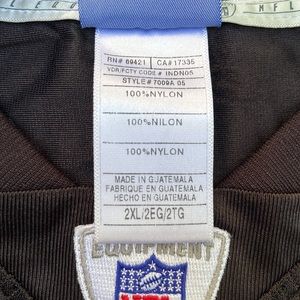 RN# 69421 CA# 17335
VDR/FCTY CODE # INDN05
STYLE# 7009A 05
100%NYLON
100%NILON
100%NYLON
MADE IN GUATEMALA
FABRIQUE EN GUATEMALA
HECHO EN GUATEMALA
2XL/2EG/2TG
EQUIPMENT
NFL